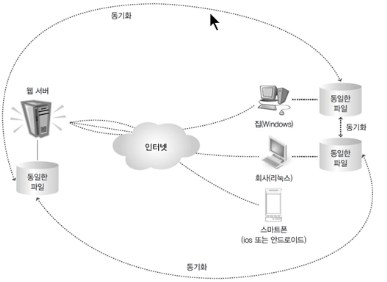 동기화
웹 서버
동일한
파일
인터넷
집(Windows)
동일한
파일
동기화
회사(리눅스)
동일한
파일
스마트폰
(ios 또는 안드로이드)
동기화